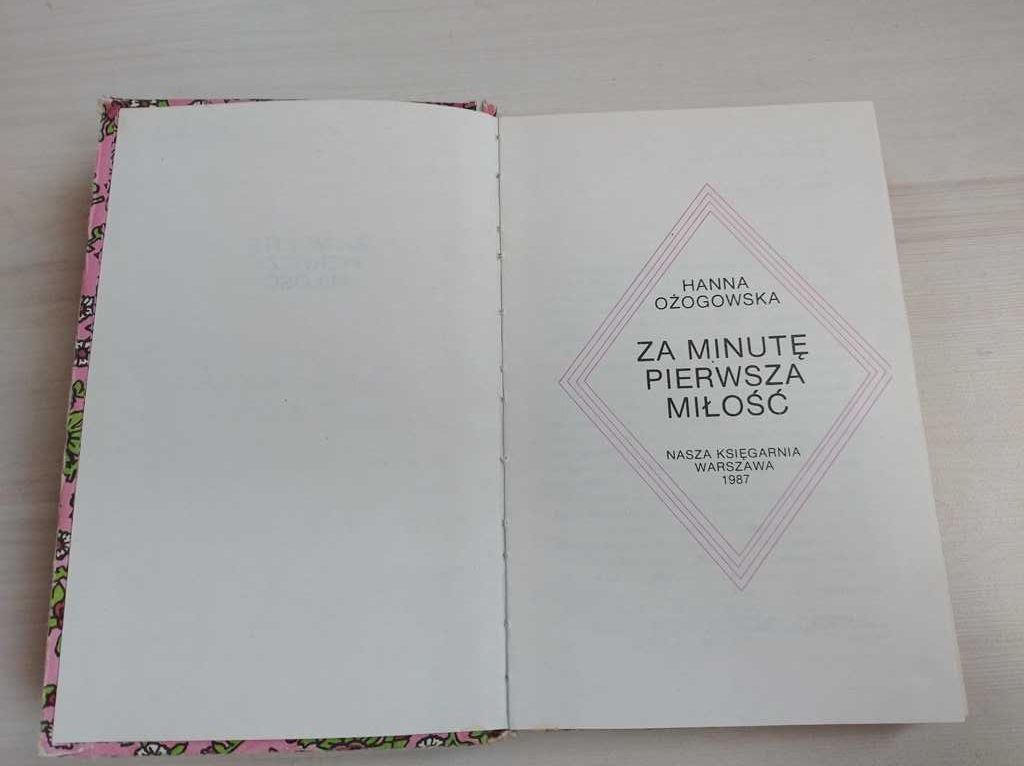 HANNA
OŻOGOWSKA
ZA MINUTĘ
PIERWSZA
MIŁOŚĆ
NASZA KSIĘGARNIA
WARSZAWA
1987